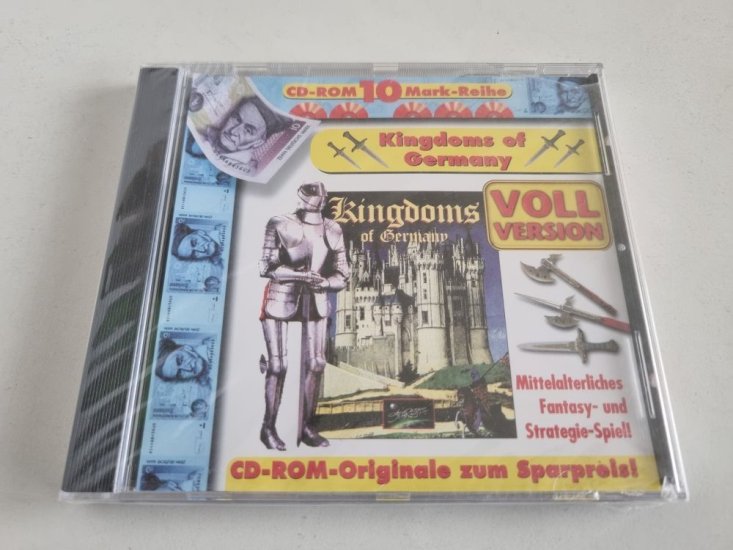 CD-ROM 10 Mark-Reihe
Kingdoms of
Germany
Kingdoms
of Germany
VOLL
VERSION
Mittelalterliches
Fantasy- und
Strategie-Spiel!
CD-ROM-Originale zum Sparpreis!